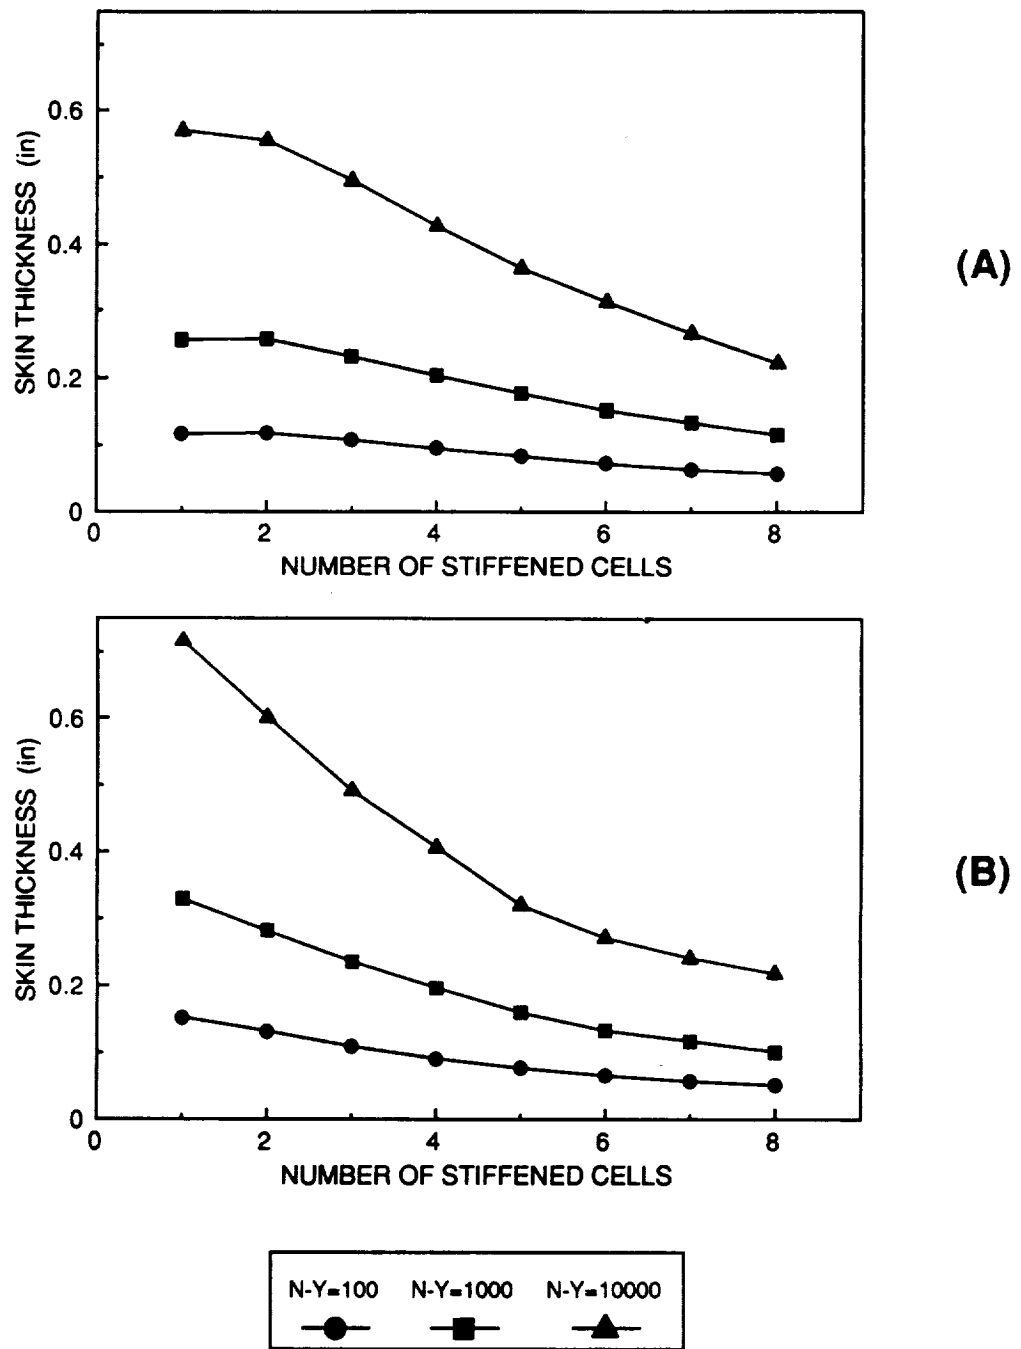 0.6
0.4
0.2
0
SKIN THICKNESS (in)
0 2 4 6 8
NUMBER OF STIFFENED CELLS
(A)
0.6
0.4
0.2
0
SKIN THICKNESS (in)
0 2 4 6 8
NUMBER OF STIFFENED CELLS
(B)
N-Y=100 N-Y=1000 N-Y=10000